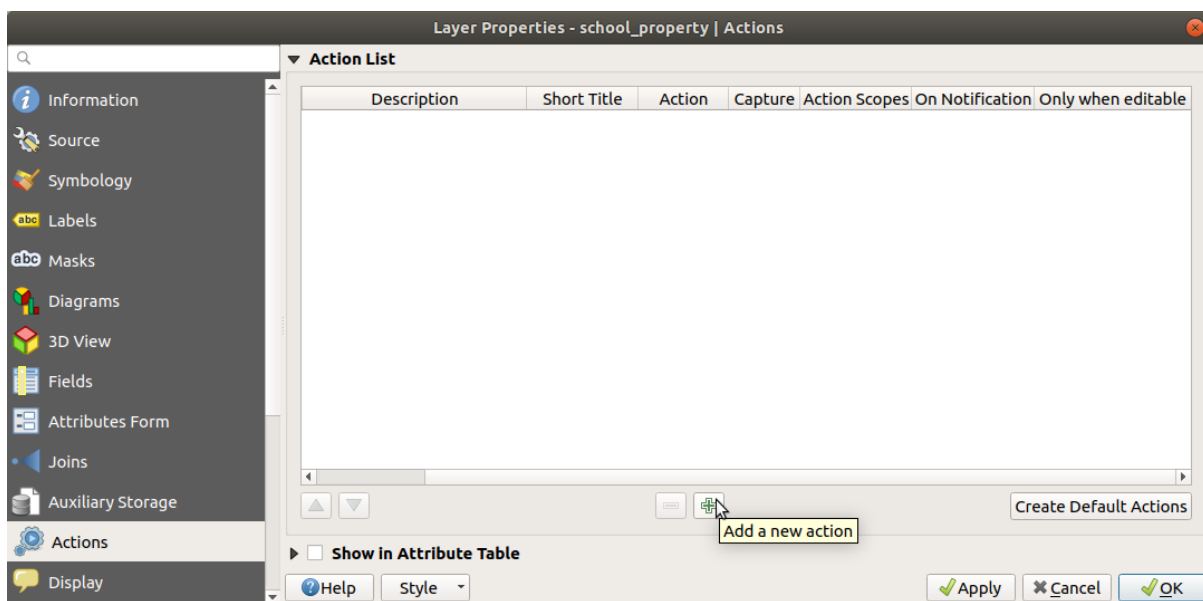 Layer Properties - school_property | Actions
Information
Source
Symbology
abc Labels
abc Masks
Diagrams
3D View
Fields
Attributes Form
Joins
Auxiliary Storage
Actions
Display
Action List
Description Short Title Action Capture Action Scopes On Notification Only when editable
Create Default Actions
Add a new action
Show in Attribute Table
Help Style Apply Cancel OK